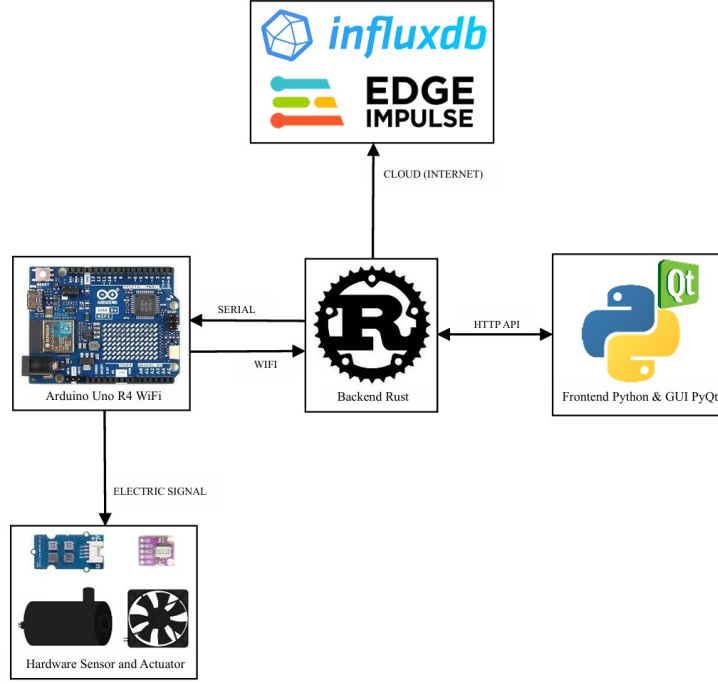 influxdb
EDGE
IMPULSE
CLOUD (INTERNET)
Qt
SERIAL
HTTP API
WIFI
R
Arduino Uno R4 WiFi
Backend Rust
Frontend Python & GUI PyQt
ELECTRIC SIGNAL
Hardware Sensor and Actuator